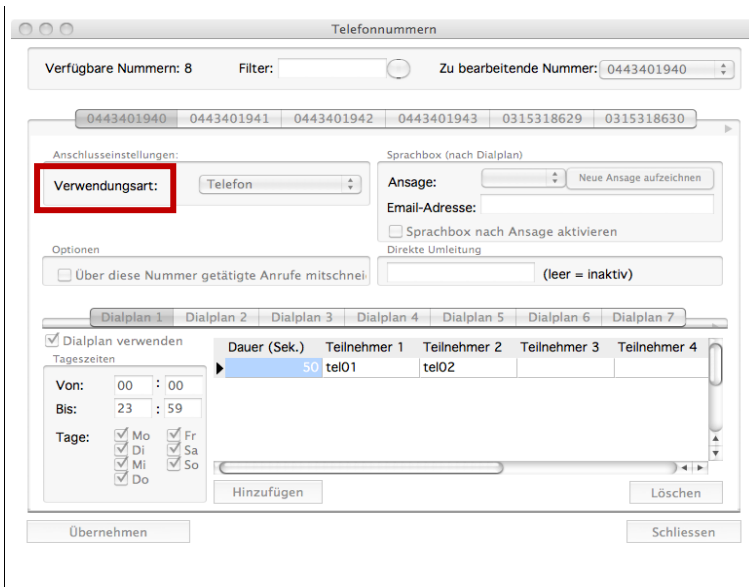 Telefonnummern
Verfügbare Nummern: 8 Filter: Zu bearbeitende Nummer: 0443401940
0443401940 0443401941 0443401942 0443401943 0315318629 0315318630
Anschlusseinstellungen:
Verwendungsart: Telefon
Sprachbox (nach Dialplan)
Ansage: Neue Ansage aufzeichnen
Email-Adresse:
Sprachbox nach Ansage aktivieren
Optionen
Über diese Nummer getätigte Anrufe mitschnei
Direkte Umleitung
(leer = inaktiv)
Dialplan 1 Dialplan 2 Dialplan 3 Dialplan 4 Dialplan 5 Dialplan 6 Dialplan 7
Dialplan verwenden
Tageszeiten
Von: 00 : 00
Bis: 23 : 59
Tage: Mo Fr
Di Sa
Mi So
Do
Dauer (Sek.) Teilnehmer 1 Teilnehmer 2 Teilnehmer 3 Teilnehmer 4
50 tel01 tel02
Hinzufügen Löschen
Übernehmen Schliessen